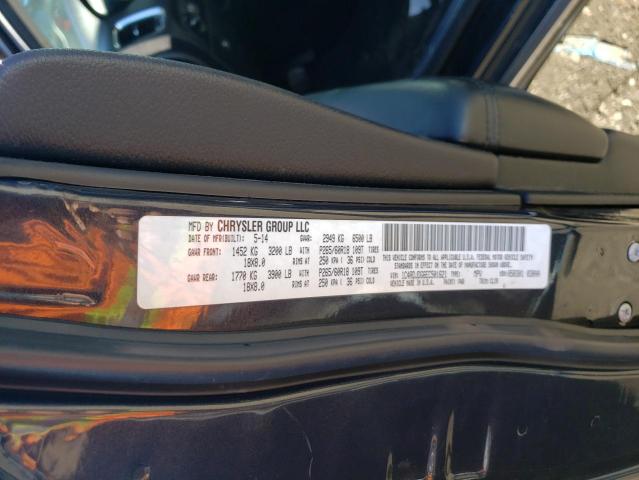 MFD BY CHRYSLER GROUP LLC
DATE OF MFR(BUILT): 5-14 GVWR: 2949 KG 6500 LB
GAWR FRONT: 1452 KG 3200 LB WITH P265/60R18 109T TIRES
18X8.0 RIMS AT 250 KPA ( 36 PSI COLD
GAWR REAR: 1770 KG 3900 LB WITH P265/60R18 109T TIRES
18X8.0 RIMS AT 250 KPA ( 36 PSI COLD
THIS VEHICLE CONFORMS TO ALL APPLICABLE U.S.A. FEDERAL MOTOR VEHICLE
SAFETY STANDARDS IN EFFECT ON THE DATE OF MANUFACTURE SHOWN ABOVE.
VIN: TYPE: MPV
VEHICLE MADE IN U.S.A. PAINT: PAR TRIM: